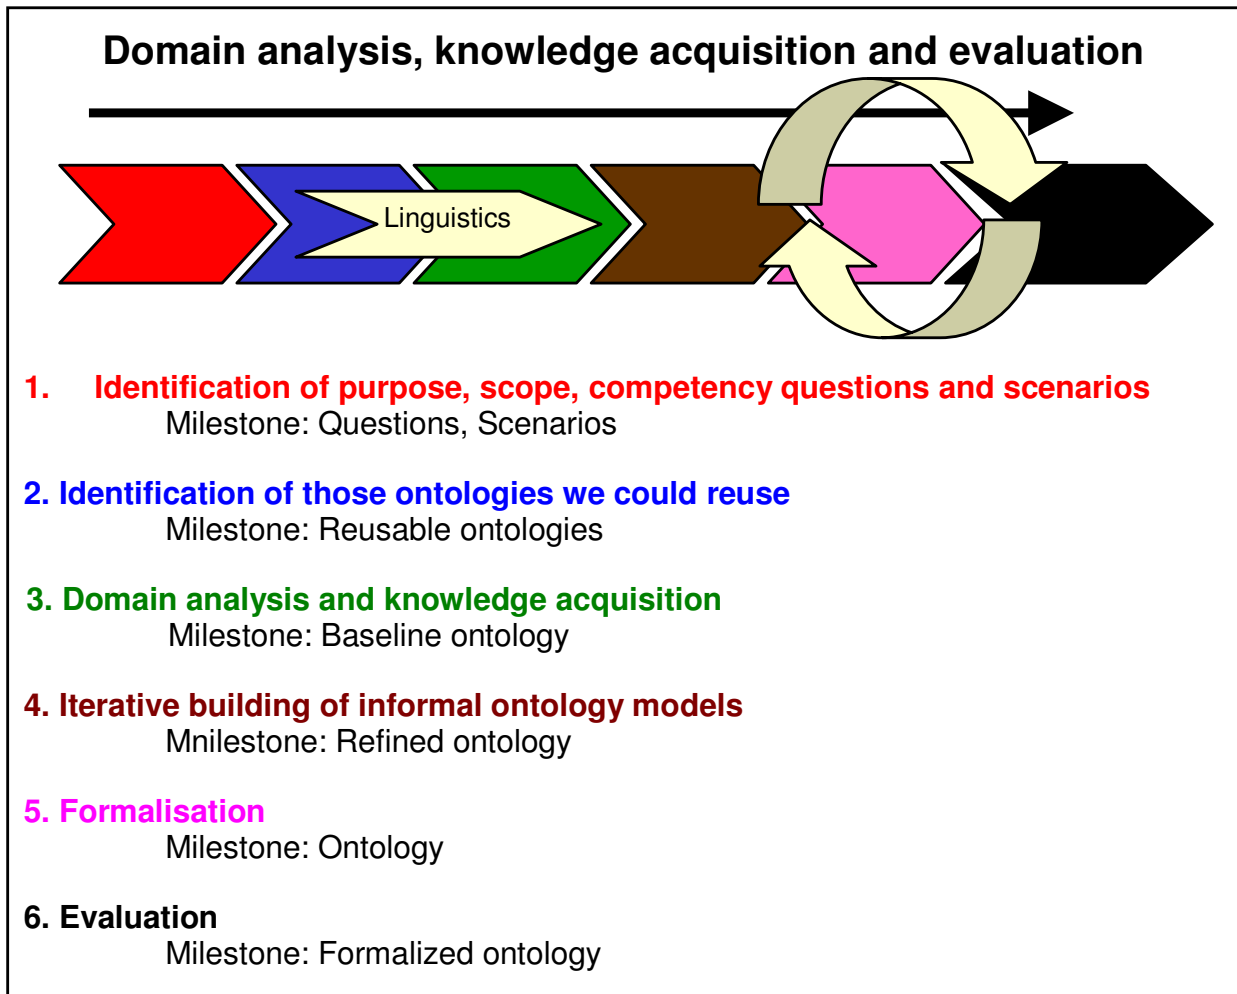 Domain analysis, knowledge acquisition and evaluation
Linguistics
1. Identification of purpose, scope, competency questions and scenarios
Milestone: Questions, Scenarios
2. Identification of those ontologies we could reuse
Milestone: Reusable ontologies
3. Domain analysis and knowledge acquisition
Milestone: Baseline ontology
4. Iterative building of informal ontology models
Mnilestone: Refined ontology
5. Formalisation
Milestone: Ontology
6. Evaluation
Milestone: Formalized ontology